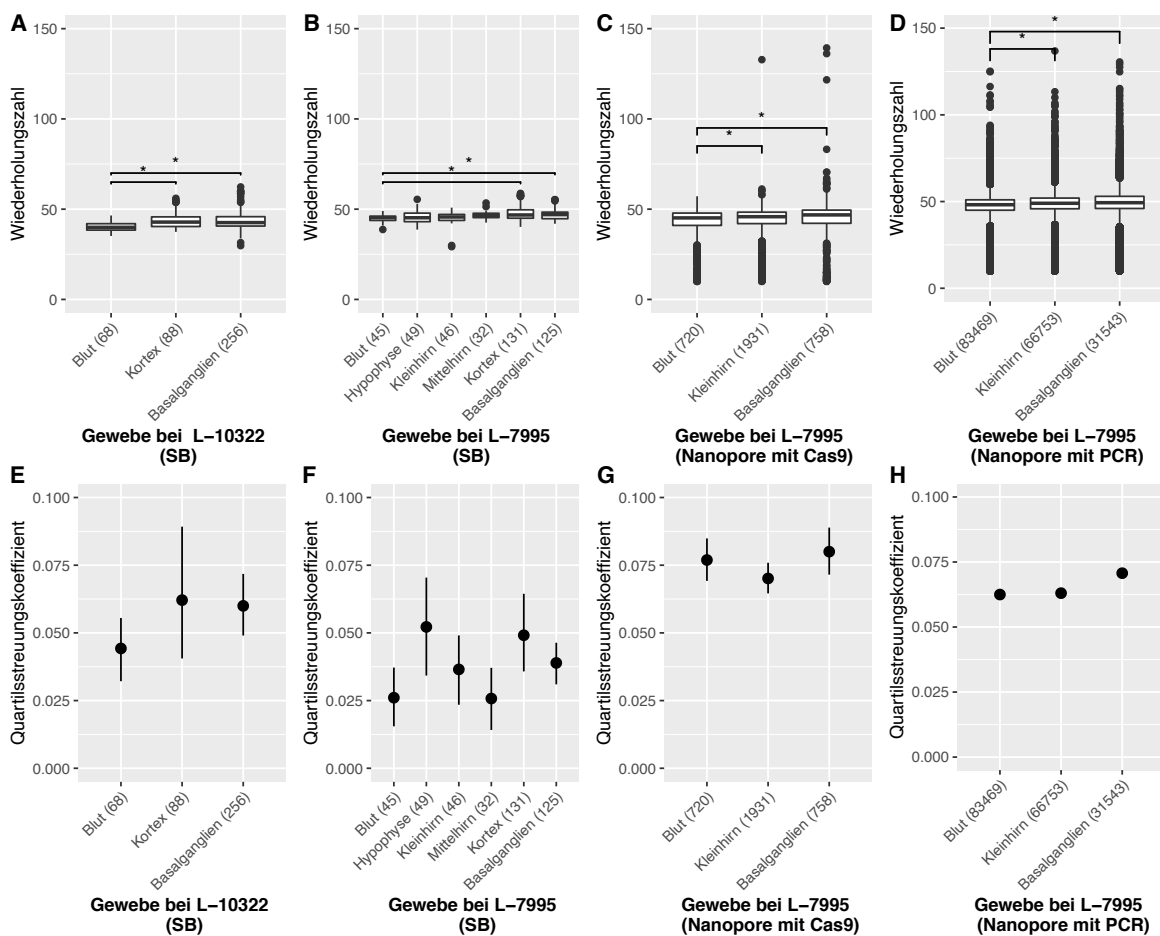 A
150
100
50
0
Wiederholungszahl
*
*
Blut (68)
Kortex (88)
Basalganglien (256)
Gewebe bei L−10322
(SB)
B
150
100
50
0
Wiederholungszahl
*
*
Blut (45)
Hypophyse (49)
Kleinhirn (46)
Mittelhirn (32)
Kortex (131)
Basalganglien (125)
Gewebe bei L−7995
(SB)
C
150
100
50
0
Wiederholungszahl
*
*
Blut (720)
Kleinhirn (1931)
Basalganglien (758)
Gewebe bei L−7995
(Nanopore mit Cas9)
D
150
100
50
0
Wiederholungszahl
*
*
Blut (83469)
Kleinhirn (66753)
Basalganglien (31543)
Gewebe bei L−7995
(Nanopore mit PCR)
E
0.100
0.075
0.050
0.025
0.000
Quartilsstreuungskoeffizient
Blut (68)
Kortex (88)
Basalganglien (256)
Gewebe bei L−10322
(SB)
F
0.100
0.075
0.050
0.025
0.000
Quartilsstreuungskoeffizient
Blut (45)
Hypophyse (49)
Kleinhirn (46)
Mittelhirn (32)
Kortex (131)
Basalganglien (125)
Gewebe bei L−7995
(SB)
G
0.100
0.075
0.050
0.025
0.000
Quartilsstreuungskoeffizient
Blut (720)
Kleinhirn (1931)
Basalganglien (758)
Gewebe bei L−7995
(Nanopore mit Cas9)
H
0.100
0.075
0.050
0.025
0.000
Quartilsstreuungskoeffizient
Blut (83469)
Kleinhirn (66753)
Basalganglien (31543)
Gewebe bei L−7995
(Nanopore mit PCR)